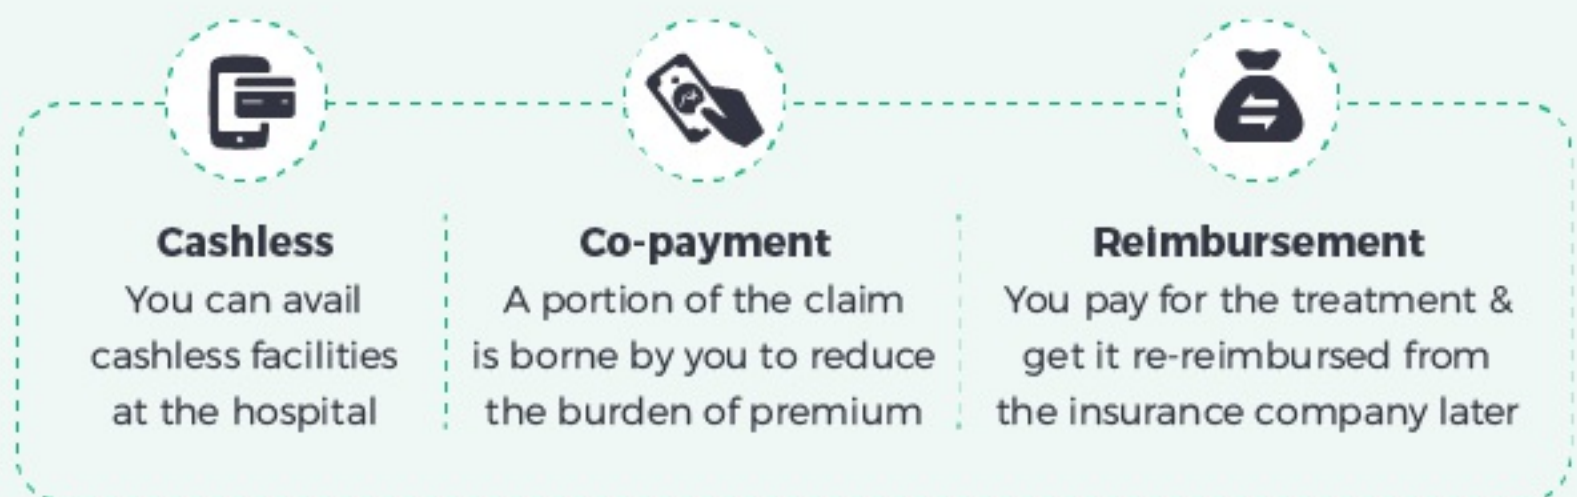 Cashless
You can avail
cashless facilities
at the hospital
Co-payment
A portion of the claim
is borne by you to reduce
the burden of premium
Reimbursement
You pay for the treatment &
get it re-reimbursed from
the insurance company later